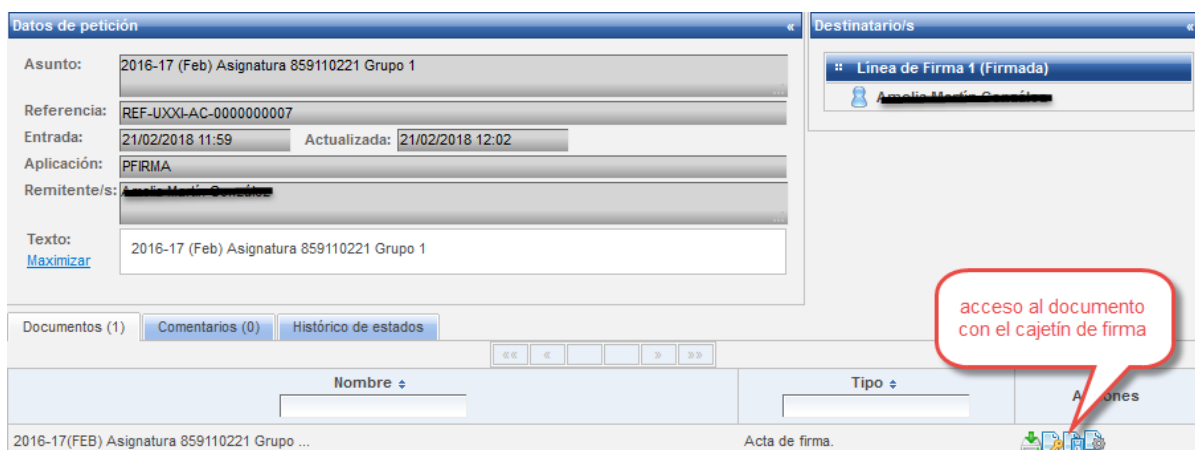 Datos de petición «
Destinatario/s «
Asunto: 2016-17 (Feb) Asignatura 859110221 Grupo 1
Línea de Firma 1 (Firmada)
Referencia: REF-UXXI-AC-0000000007
Entrada: 21/02/2018 11:59 Actualizada: 21/02/2018 12:02
Aplicación: PFIRMA
Remitente/s:
Texto: 2016-17 (Feb) Asignatura 859110221 Grupo 1
Maximizar
acceso al documento
con el cajetín de firma
Documentos (1) Comentarios (0) Histórico de estados
«« « » »»
Nombre Tipo
2016-17(FEB) Asignatura 859110221 Grupo ... Acta de firma.